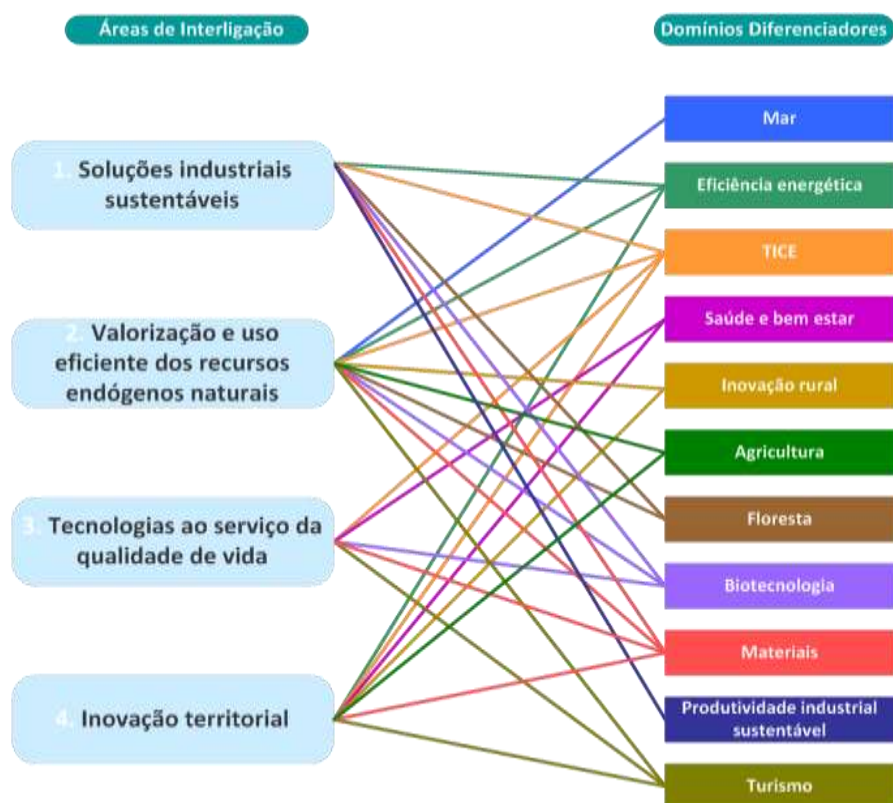 Áreas de Interligação
Domínios Diferenciadores
1. Soluções industriais
sustentáveis
2. Valorização e uso
eficiente dos recursos
endógenos naturais
3. Tecnologias ao serviço da
qualidade de vida
4. Inovação territorial
Mar
Eficiência energética
TICE
Saúde e bem estar
Inovação rural
Agricultura
Floresta
Biotecnologia
Materiais
Produtividade industrial
sustentável
Turismo